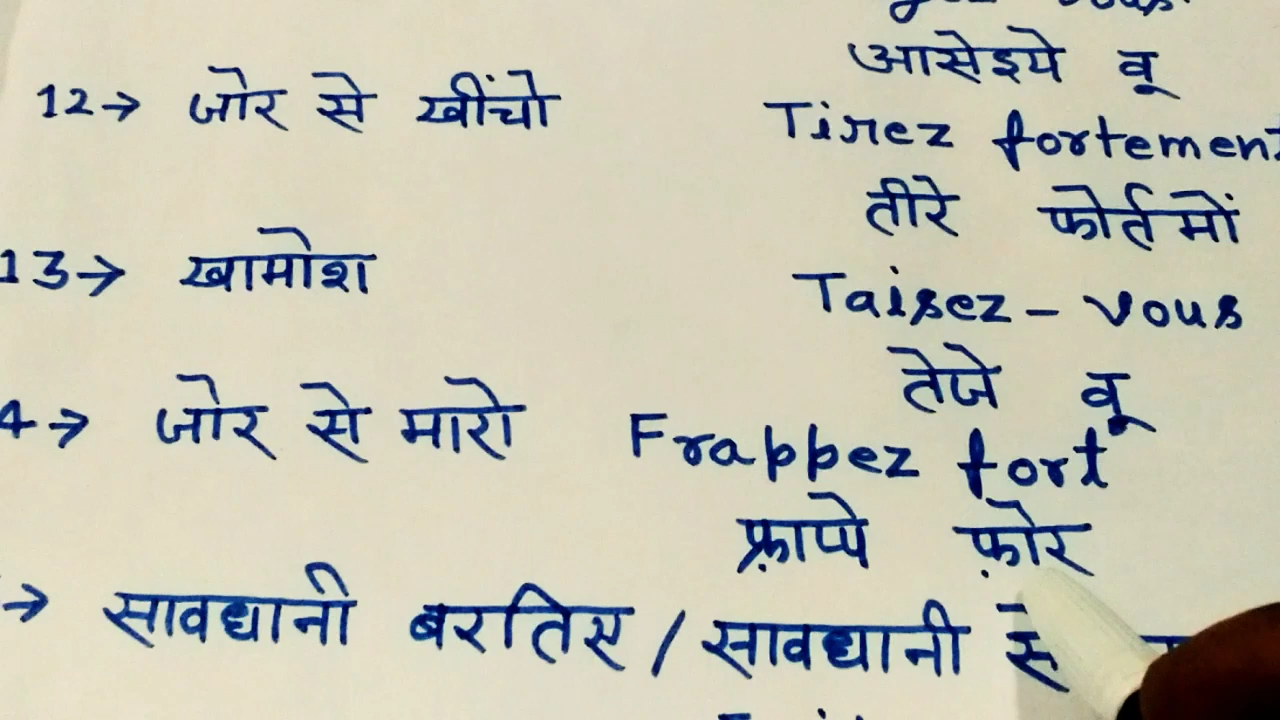 आसेइये वू
12→ जोर से खींचो Tirez fortement
तीरे फोर्तमों
13→ खामोश Taisez-vous
तेजे वू
4→ जोर से मारो Frappez fort
फ़्राप्पे फ़ोर
→ सावधानी बरतिए / सावधानी से